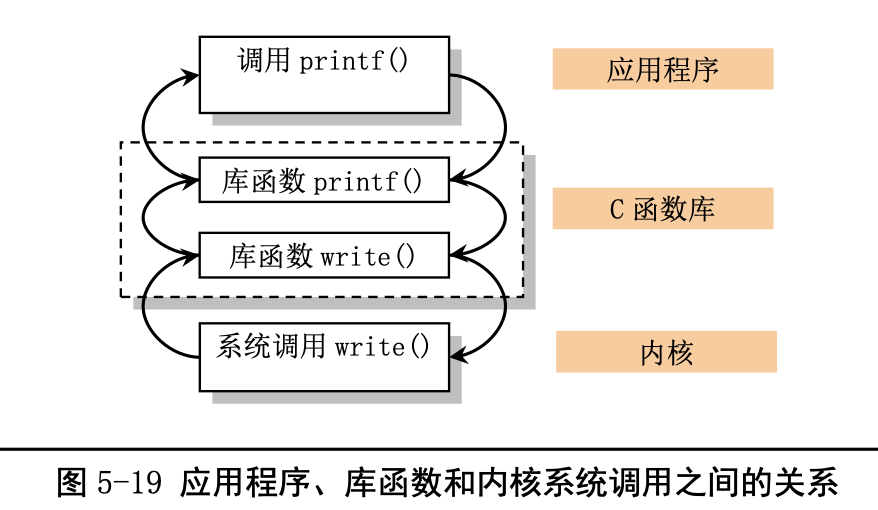 调用 printf()
应用程序
库函数 printf()
C 函数库
库函数 write()
系统调用 write()
内核
图 5-19 应用程序、库函数和内核系统调用之间的关系